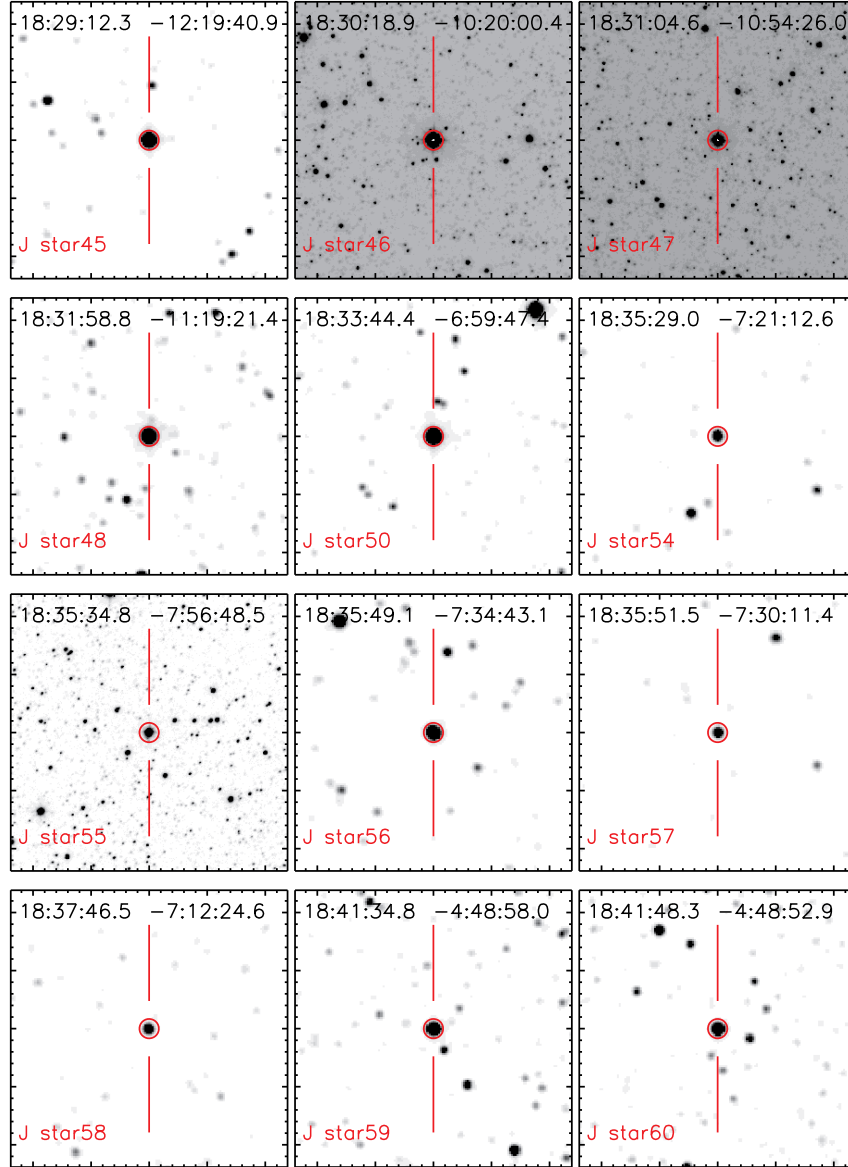 18:29:12.3 −12:19:40.9
J star45
18:30:18.9 −10:20:00.4
J star46
18:31:04.6 −10:54:26.0
J star47
18:31:58.8 −11:19:21.4
J star48
18:33:44.4 −6:59:47.4
J star50
18:35:29.0 −7:21:12.6
J star54
18:35:34.8 −7:56:48.5
J star55
18:35:49.1 −7:34:43.1
J star56
18:35:51.5 −7:30:11.4
J star57
18:37:46.5 −7:12:24.6
J star58
18:41:34.8 −4:48:58.0
J star59
18:41:48.3 −4:48:52.9
J star60